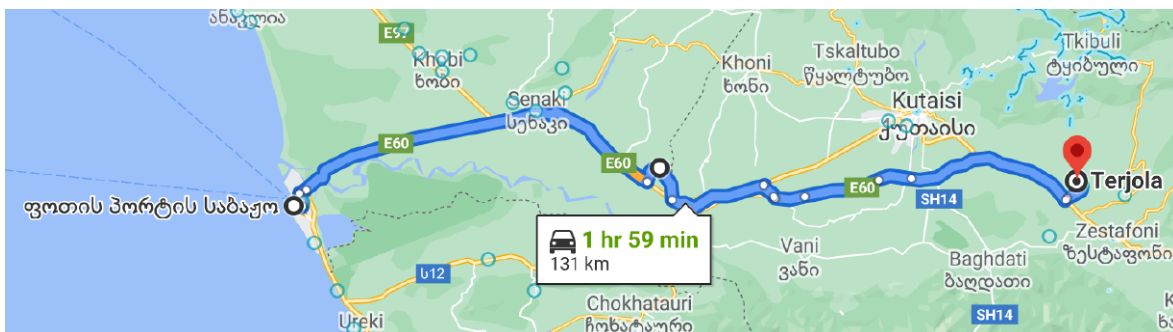 ანაკლია
E97
Khobi
ხობი
Senaki
სენაკი
Khoni
ხონი
Tskaltubo
წყალტუბო
Tkibuli
ტყიბული
Kutaisi
ქუთაისი
E60
E60
E60
SH14
Terjola
ფოთის პორტის საბაჟო
1 hr 59 min
131 km
Zestafoni
ზესტაფონი
Vani
ვანი
Baghdati
ბაღდათი
ს12
Chokhatauri
ჩოხატაური
Ureki
SH14